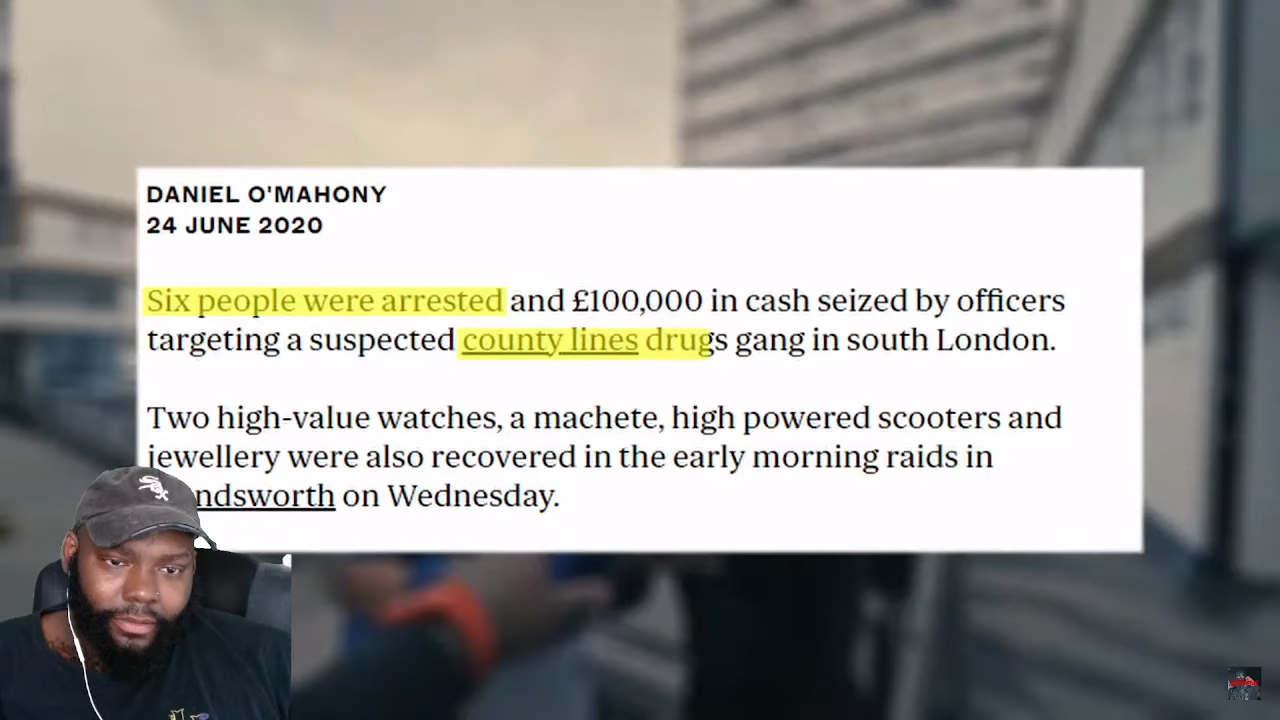 DANIEL O'MAHONY
24 JUNE 2020
Six people were arrested and £100,000 in cash seized by officers
targeting a suspected county lines drugs gang in south London.
Two high-value watches, a machete, high powered scooters and
jewellery were also recovered in the early morning raids in
ndsworth on Wednesday.
Sox